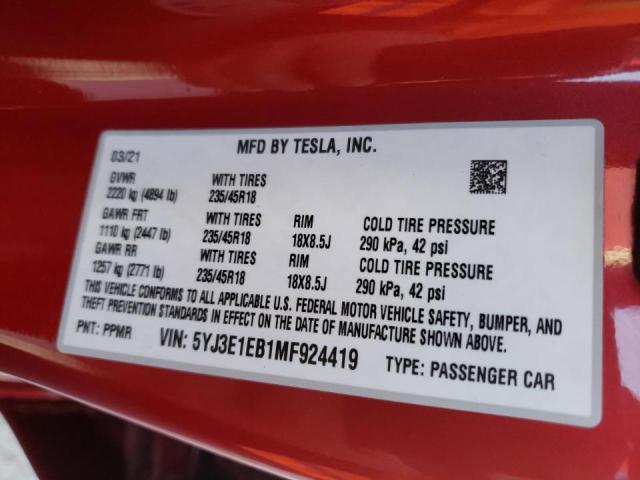 MFD BY TESLA, INC.
03/21
GVWR WITH TIRES
2220 kg (4894 lb) 235/45R18
GAWR FRT WITH TIRES RIM COLD TIRE PRESSURE
1110 kg (2447 lb) 235/45R18 18X8.5J 290 kPa, 42 psi
GAWR RR WITH TIRES RIM COLD TIRE PRESSURE
1257 kg (2771 lb) 235/45R18 18X8.5J 290 kPa, 42 psi
THIS VEHICLE CONFORMS TO ALL APPLICABLE U.S. FEDERAL MOTOR VEHICLE SAFETY, BUMPER, AND
THEFT PREVENTION STANDARDS IN EFFECT ON THE DATE OF MANUFACTURE SHOWN ABOVE.
PNT: PPMR VIN: 5YJ3E1EB1MF924419 TYPE: PASSENGER CAR